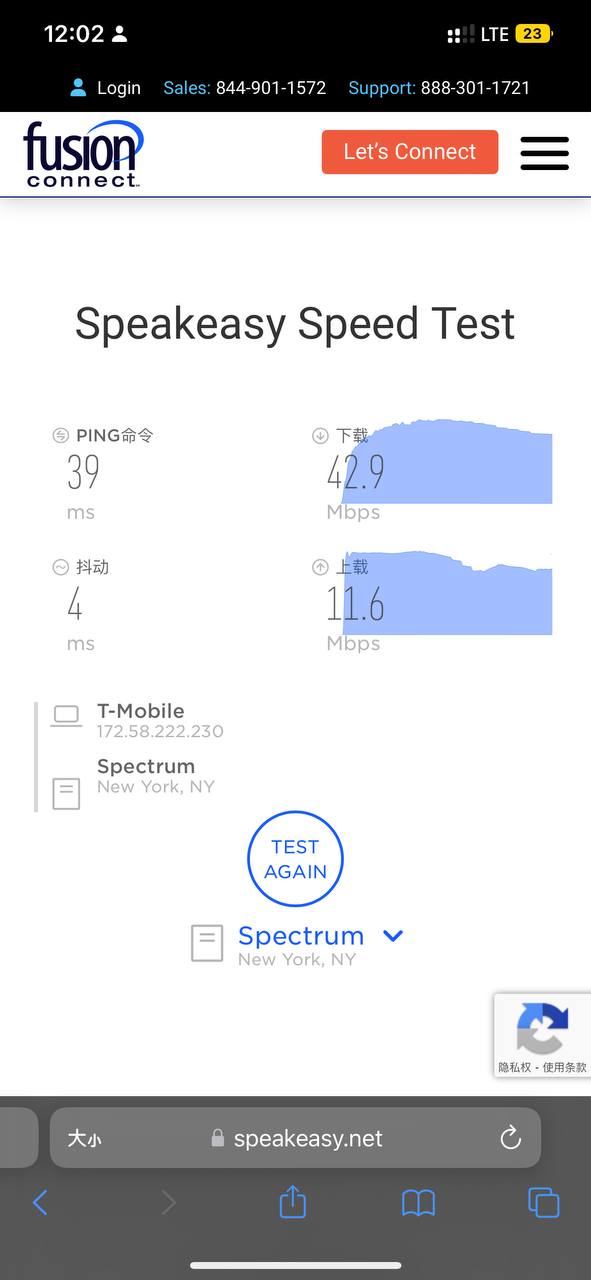 12:02
LTE 23
Login Sales: 844-901-1572 Support: 888-301-1721
fusion
connect
Let's Connect
Speakeasy Speed Test
PING命令
39
ms
下载
42.9
Mbps
抖动
4
ms
上载
11.6
Mbps
T-Mobile
172.58.222.230
Spectrum
New York, NY
TEST
AGAIN
Spectrum
New York, NY
隐私权 - 使用条款
大小 speakeasy.net